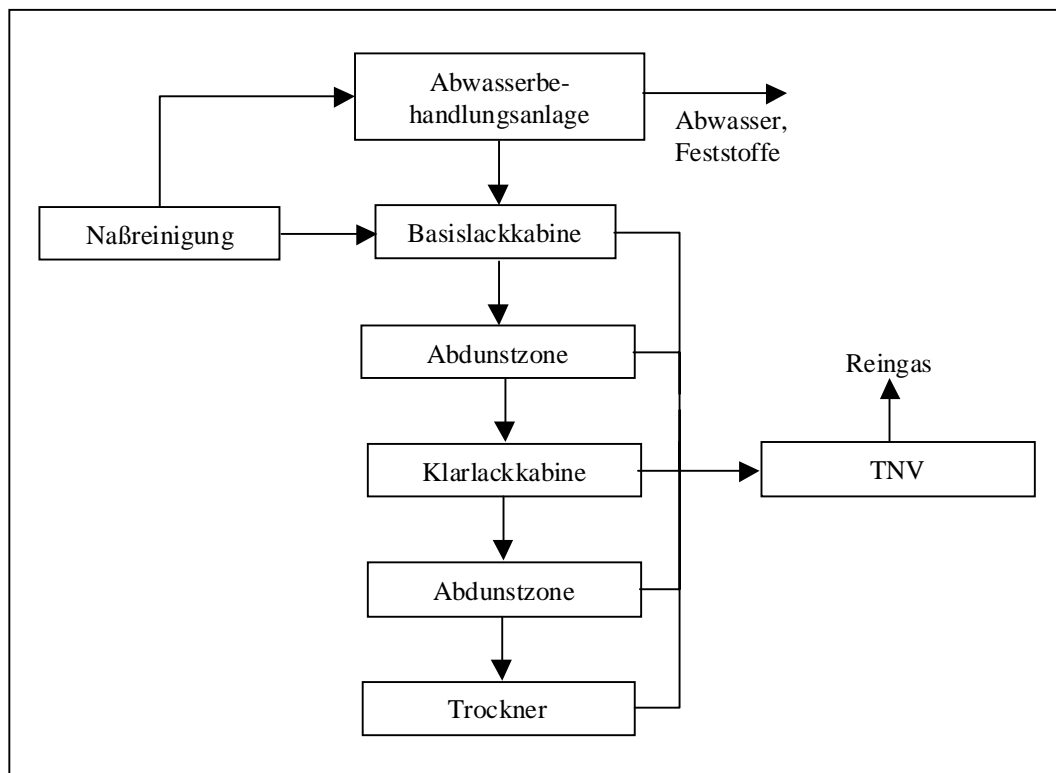 Abwasserbe-
handlungsanlage
Abwasser,
Feststoffe
Naßreinigung
Basislackkabine
Abdunstzone
Reingas
Klarlackkabine
TNV
Abdunstzone
Trockner